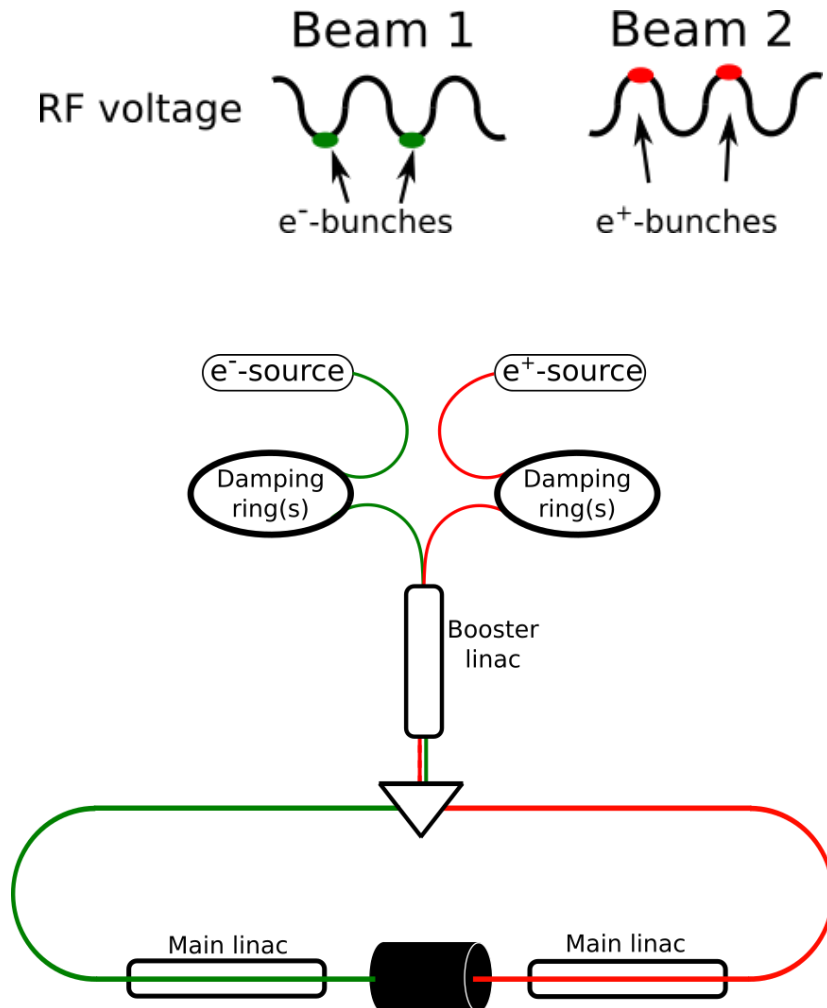 Beam 1
Beam 2
RF voltage
e⁻-bunches
e⁺-bunches
e⁻-source
e⁺-source
Damping
ring(s)
Damping
ring(s)
Booster
linac
Main linac
Main linac